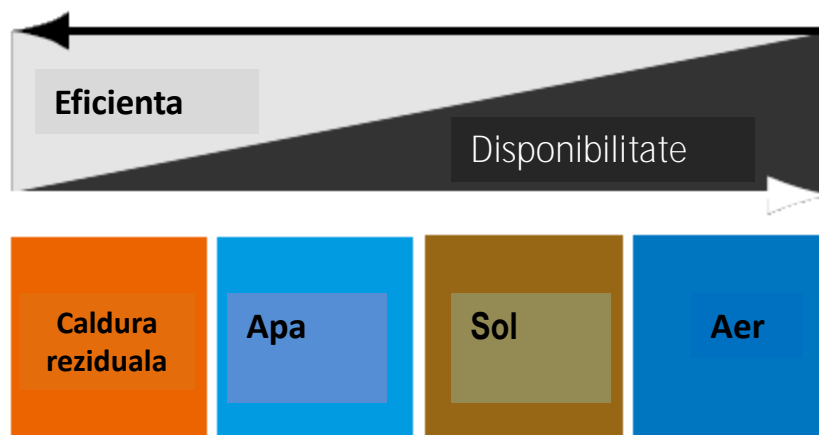 Eficienta
Disponibilitate
Caldura
reziduala
Apa
Sol
Aer